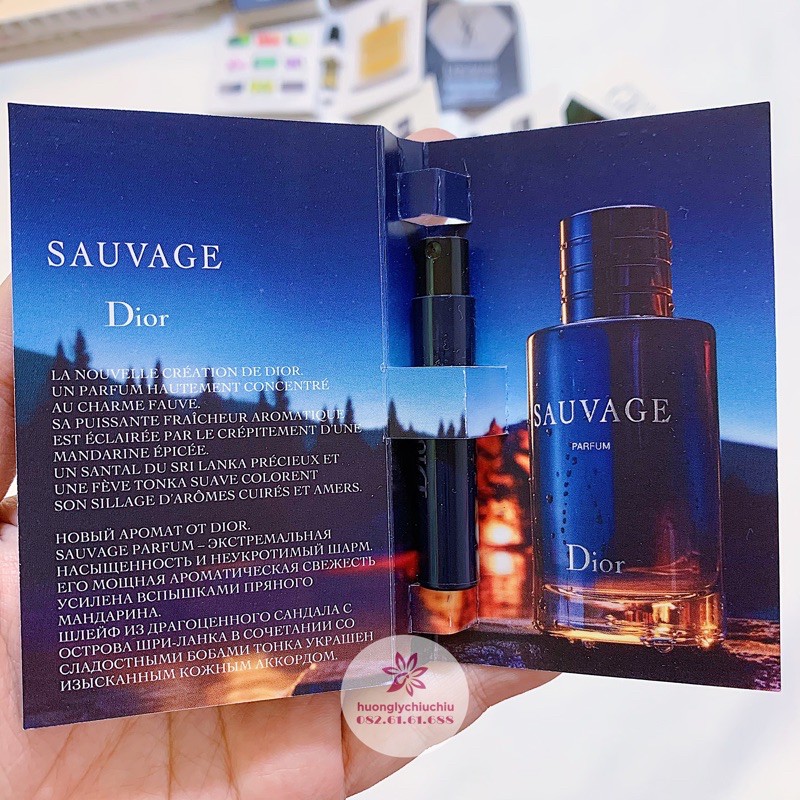 SAUVAGE
Dior
LA NOUVELLE CRÉATION DE DIOR.
UN PARFUM HAUTEMENT CONCENTRÉ
AU CHARME FAUVE.
SA PUISSANTE FRAÎCHEUR AROMATIQUE
EST ÉCLAIRÉE PAR LE CRÉPITEMENT D'UNE
MANDARINE ÉPICÉE.
UN SANTAL DU SRI LANKA PRÉCIEUX ET
UNE FÈVE TONKA SUAVE COLORENT
SON SILLAGE D'ARÔMES CUIRÉS ET AMERS.
НОВЫЙ АРОМАТ ОТ DIOR.
SAUVAGE PARFUM – ЭКСТРЕМАЛЬНАЯ
НАСЫЩЕННОСТЬ И НЕУКРОТИМЫЙ ШАРМ.
ЕГО МОЩНАЯ АРОМАТИЧЕСКАЯ СВЕЖЕСТЬ
УСИЛЕНА ВСПЫШКАМИ ПРЯНОГО
МАНДАРИНА.
ШЛЕЙФ ИЗ ДРАГОЦЕННОГО САНДАЛА С
ОСТРОВА ШРИ-ЛАНКА В СОЧЕТАНИИ СО
СЛАДОСТНЫМИ БОБАМИ ТОНКА УКРАШЕН
ИЗЫСКАННЫМ КОЖНЫМ АККОРДОМ.
SAUVAGE
PARFUM
Dior
huonglychiuchiu
082.61.61.688